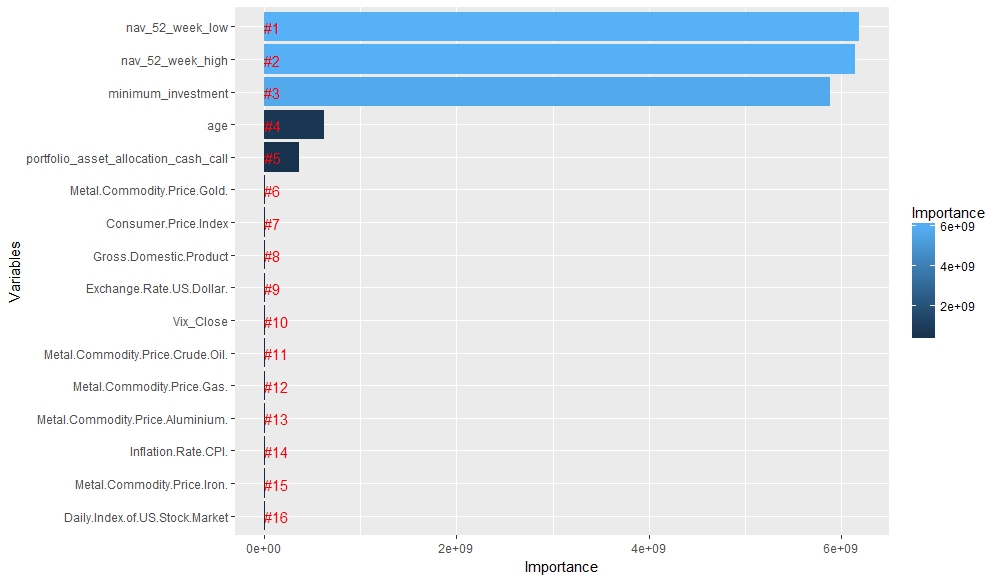 nav_52_week_low #1
nav_52_week_high #2
minimum_investment #3
age #4
portfolio_asset_allocation_cash_call #5
Metal.Commodity.Price.Gold. #6
Consumer.Price.Index #7
Gross.Domestic.Product #8
Exchange.Rate.US.Dollar. #9
Vix_Close #10
Metal.Commodity.Price.Crude.Oil. #11
Metal.Commodity.Price.Gas. #12
Metal.Commodity.Price.Aluminium. #13
Inflation.Rate.CPI. #14
Metal.Commodity.Price.Iron. #15
Daily.Index.of.US.Stock.Market #16
Variables
0e+00 2e+09 4e+09 6e+09
Importance
Importance
6e+09
4e+09
2e+09